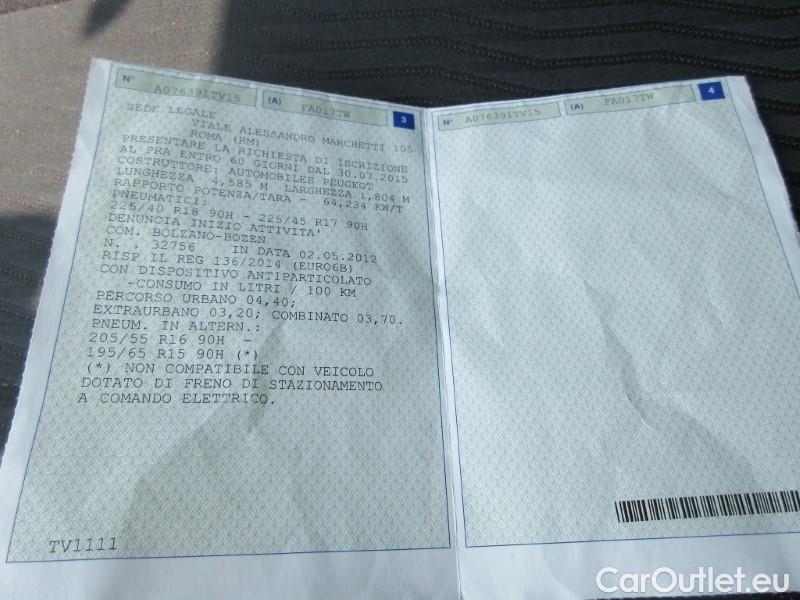 N° A076391TV15 (A) FA017TW 3
SEDE LEGALE
VIALE ALESSANDRO MARCHETTI 105
ROMA (RM)
PRESENTARE LA RICHIESTA DI ISCRIZIONE
AL PRA ENTRO 60 GIORNI DAL 30.07.2015
COSTRUTTORE: AUTOMOBILES PEUGEOT
LUNGHEZZA 4,585 M LARGHEZZA 1,804 M
RAPPORTO POTENZA/TARA - 64,234 KW/T
PNEUMATICI:
225/40 R18 90H - 225/45 R17 90H
DENUNCIA INIZIO ATTIVITA'
COM. BOLZANO-BOZEN
N. . 32756 IN DATA 02.05.2012
RISP IL REG 136/2014 (EURO6B)
CON DISPOSITIVO ANTIPARTICOLATO
-CONSUMO IN LITRI / 100 KM
PERCORSO URBANO 04,40;
EXTRAURBANO 03,20; COMBINATO 03,70.
PNEUM. IN ALTERN.:
205/55 R16 90H -
195/65 R15 90H (*)
(*) NON COMPATIBILE CON VEICOLO
DOTATO DI FRENO DI STAZIONAMENTO
A COMANDO ELETTRICO.
TV1111
N° A076391TV15 (A) FA017TW 4
CarOutlet.eu